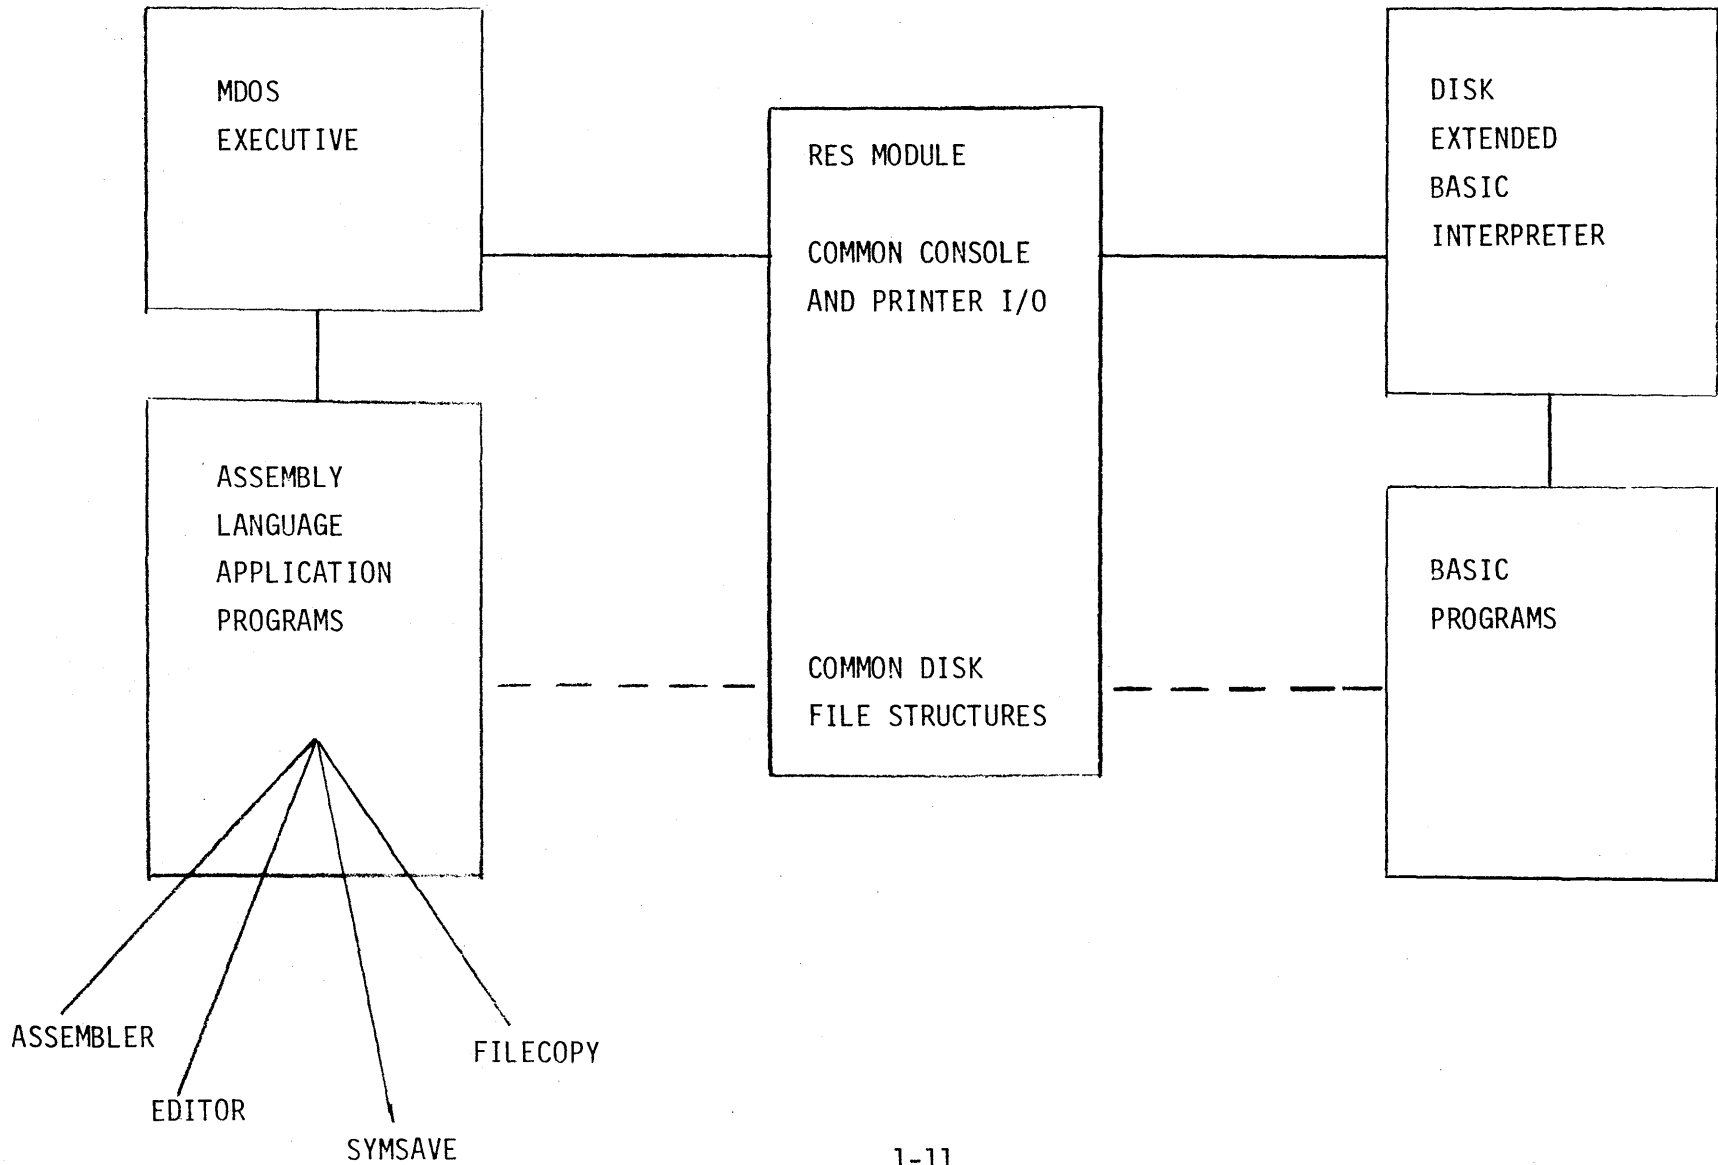 MDOS
EXECUTIVE
RES MODULE
COMMON CONSOLE
AND PRINTER I/O
COMMON DISK
FILE STRUCTURES
DISK
EXTENDED
BASIC
INTERPRETER
ASSEMBLY
LANGUAGE
APPLICATION
PROGRAMS
BASIC
PROGRAMS
ASSEMBLER
EDITOR
SYMSAVE
FILECOPY
1-11